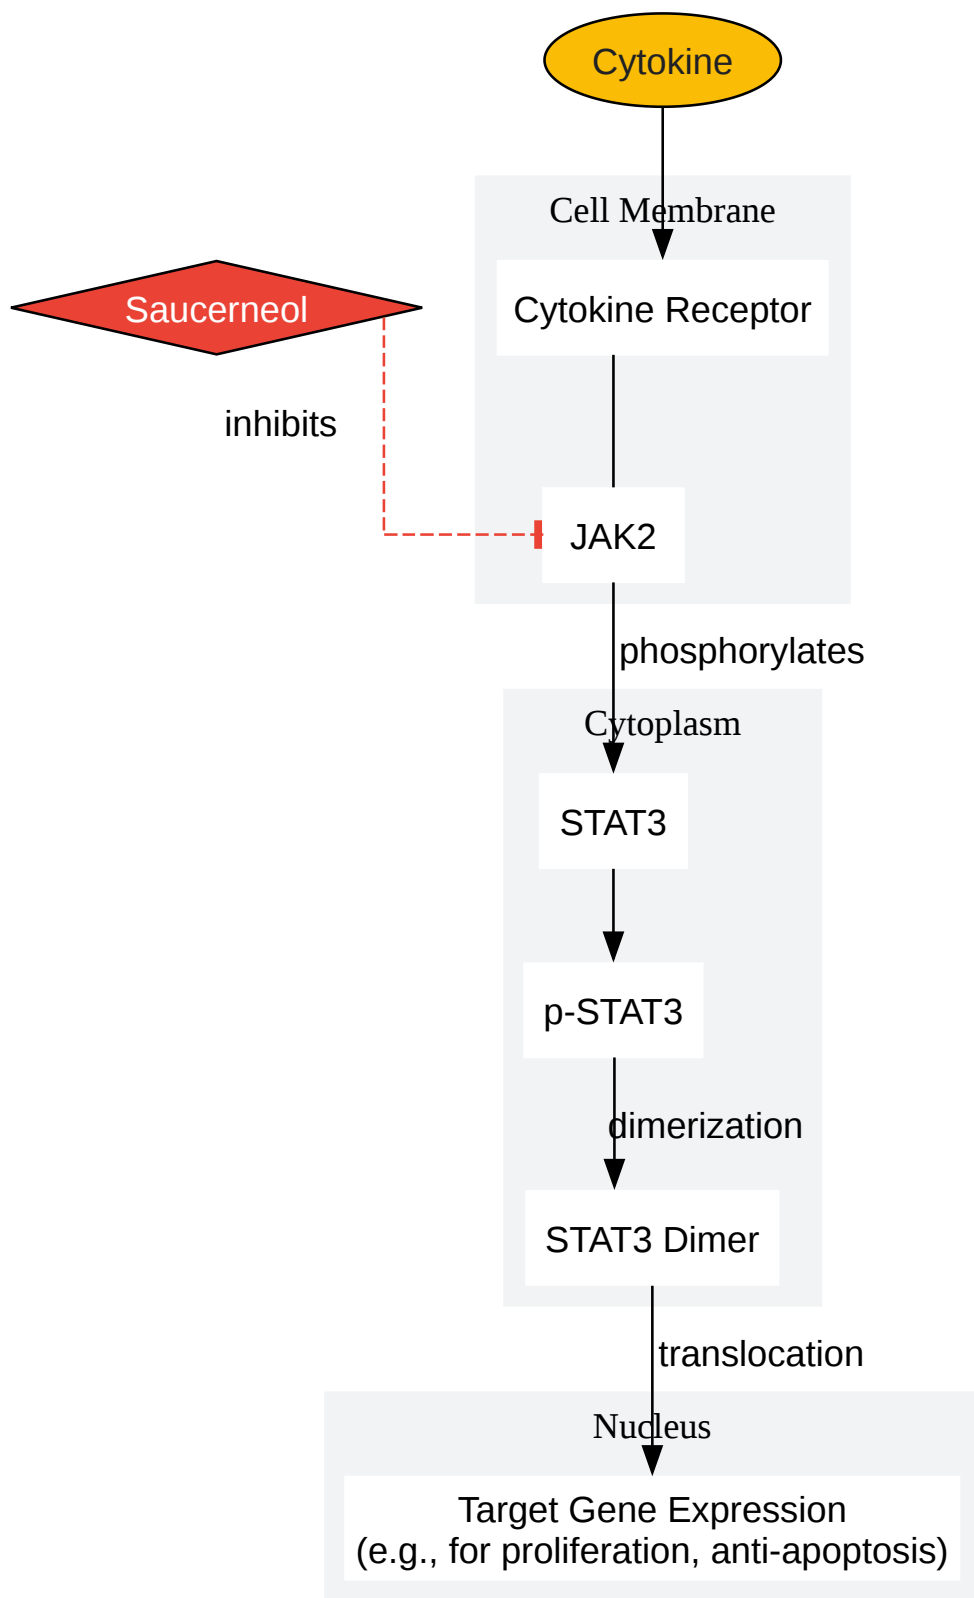 Cytokine
Cell Membrane
Saucerneol
Cytokine Receptor
inhibits
JAK2
phosphorylates
Cytoplasm
STAT3
p-STAT3
dimerization
STAT3 Dimer
translocation
Nucleus
Target Gene Expression
(e.g., for proliferation, anti-apoptosis)